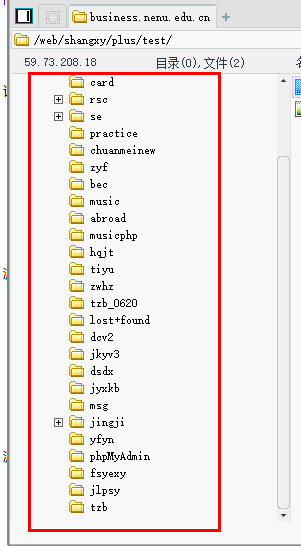 business.nenu.edu.cn
/web/shangxy/plus/test/
59.73.208.18 目录(0),文件(2)
card
rsc
se
practice
chuanmeinew
zyf
bec
music
abroad
musicphp
hqjt
tiyu
zwhz
tzb_0620
lost+found
dcv2
jkyv3
dsdx
jyxkb
msg
jingji
yfyn
phpMyAdmin
fsyexy
jlpsy
tzb